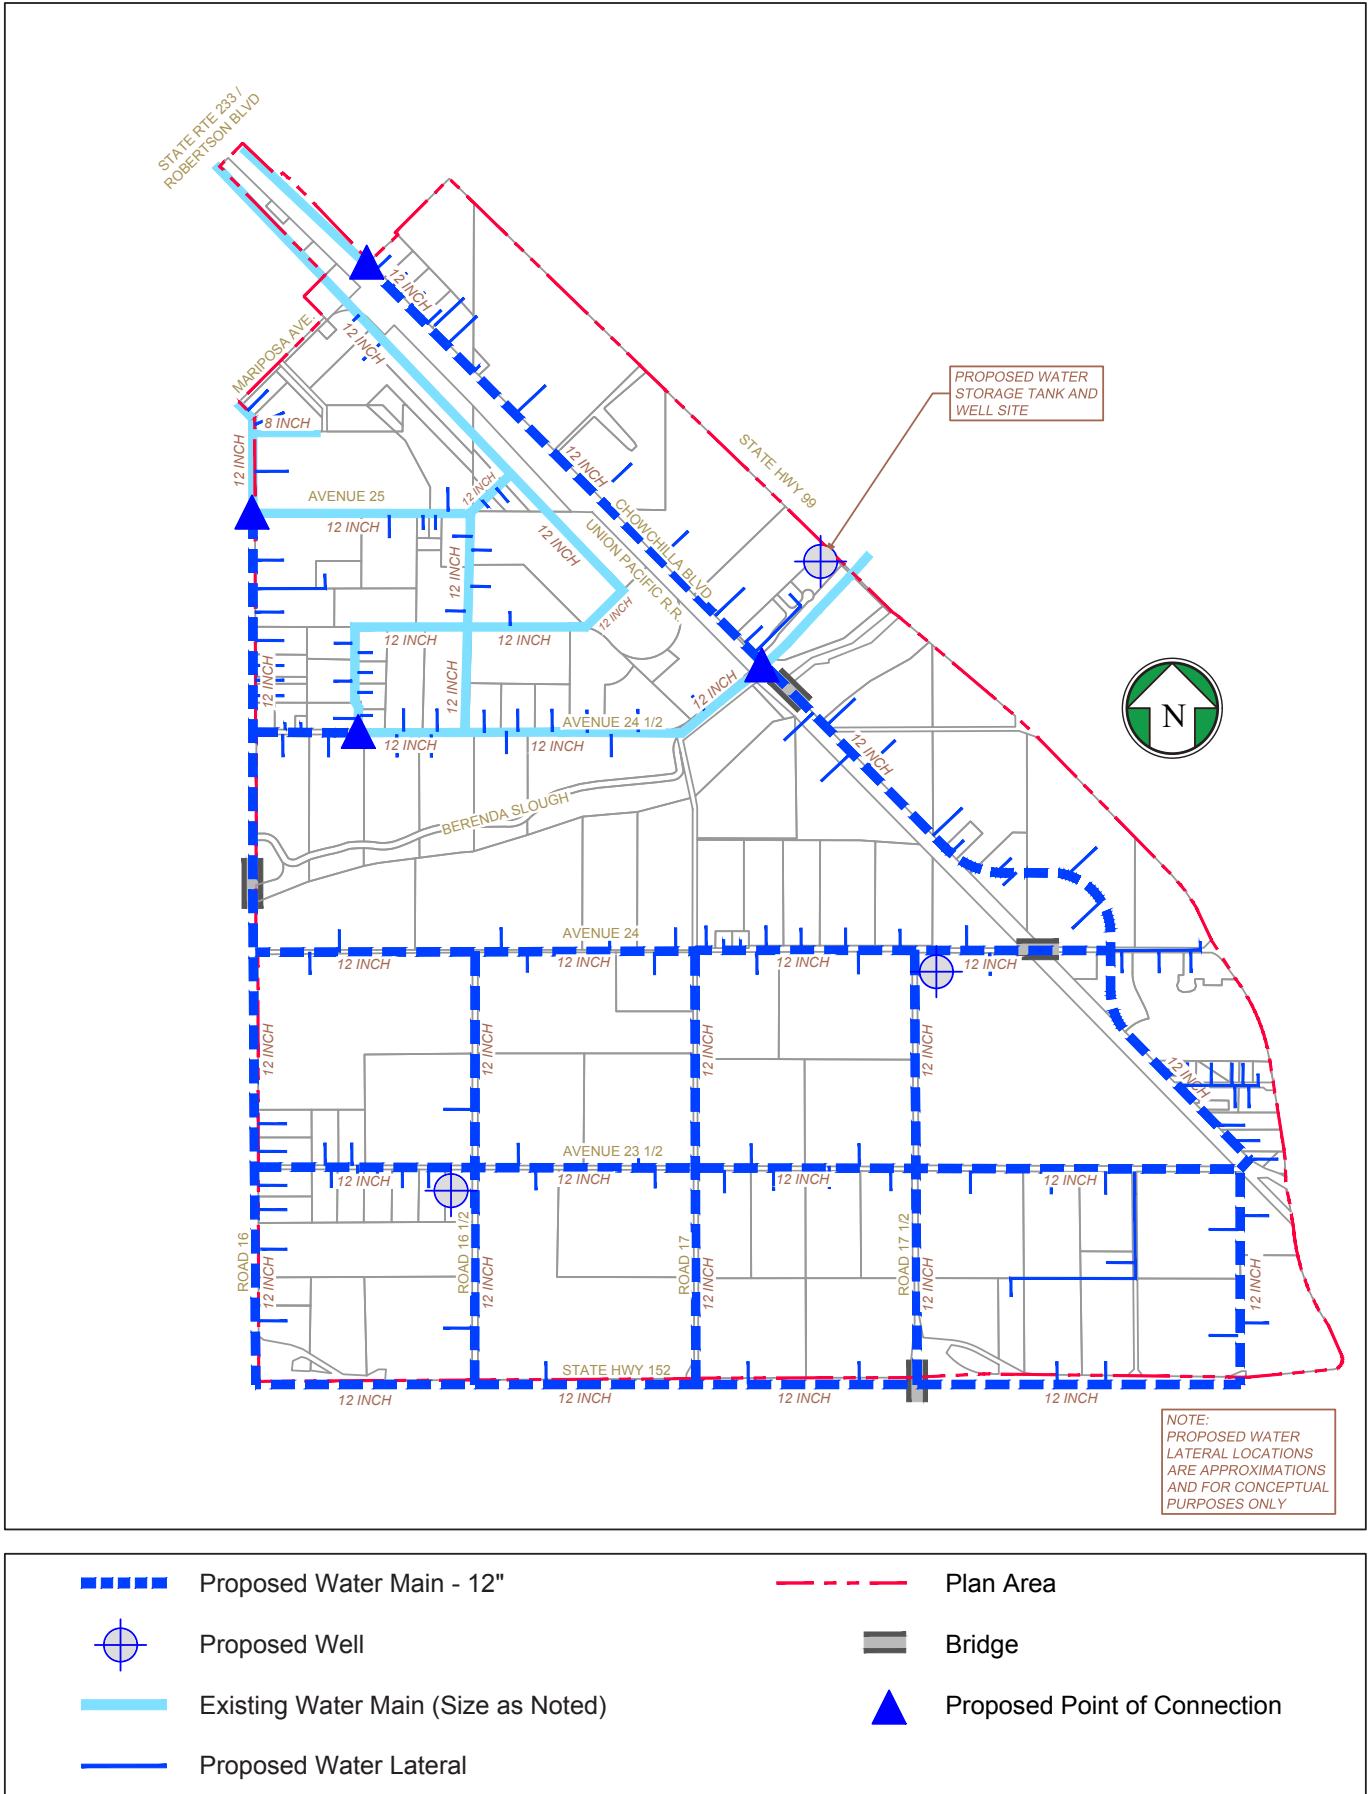 STATE RTE 233 /
ROBERTSON BLVD
12 INCH
12 INCH
MARIPOSA AVE.
8 INCH
12 INCH
PROPOSED WATER
STORAGE TANK AND
WELL SITE
STATE HWY 99
12 INCH
12 INCH
AVENUE 25
12 INCH
CHOWCHILLA BLVD
UNION PACIFIC R.R.
12 INCH
12 INCH
12 INCH
12 INCH
12 INCH
12 INCH
12 INCH
12 INCH
AVENUE 24 1/2
12 INCH
12 INCH
N
12 INCH
BERENDA SLOUGH
AVENUE 24
12 INCH
12 INCH
12 INCH
12 INCH
12 INCH
12 INCH
12 INCH
12 INCH
12 INCH
AVENUE 23 1/2
12 INCH
12 INCH
12 INCH
12 INCH
ROAD 16
12 INCH
ROAD 16 1/2
12 INCH
ROAD 17
12 INCH
ROAD 17 1/2
12 INCH
12 INCH
STATE HWY 152
12 INCH
12 INCH
12 INCH
12 INCH
NOTE:
PROPOSED WATER
LATERAL LOCATIONS
ARE APPROXIMATIONS
AND FOR CONCEPTUAL
PURPOSES ONLY
Proposed Water Main - 12"
Plan Area
Proposed Well
Bridge
Existing Water Main (Size as Noted)
Proposed Point of Connection
Proposed Water Lateral